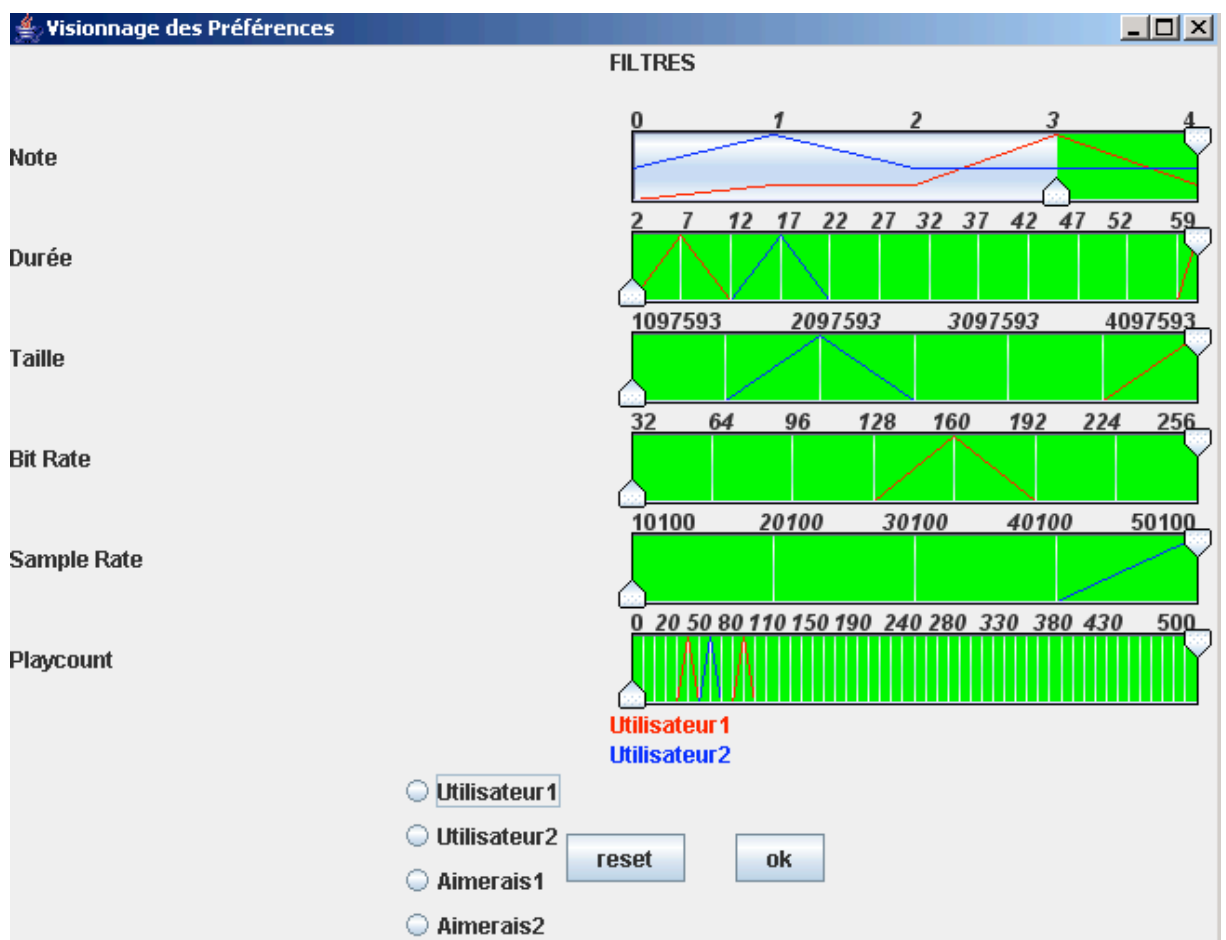 Visionnage des Préférences
FILTRES
0 1 2 3 4
Note
2 7 12 17 22 27 32 37 42 47 52 59
Durée
1097593 2097593 3097593 4097593
Taille
32 64 96 128 160 192 224 256
Bit Rate
10100 20100 30100 40100 50100
Sample Rate
0 20 50 80 110 150 190 240 280 330 380 430 500
Playcount
Utilisateur1
Utilisateur2
Utilisateur1
Utilisateur2
reset ok
Aimerais1
Aimerais2